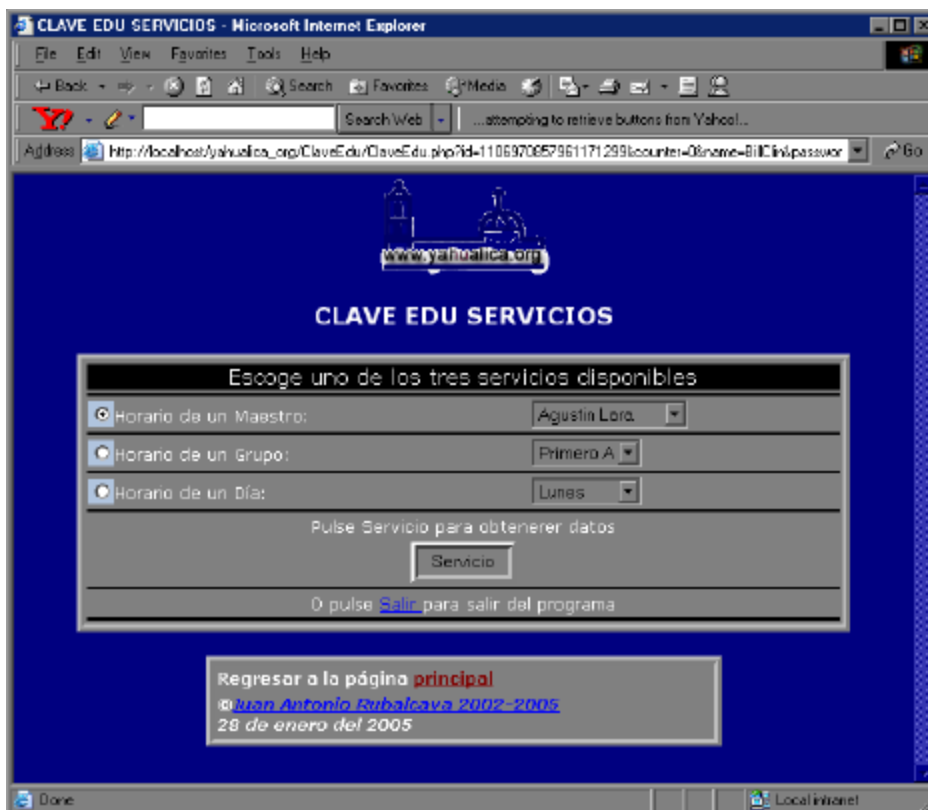 CLAVE EDU SERVICIOS - Microsoft Internet Explorer
File Edit View Favorites Tools Help
Back Search Favorites Media
Y! Search Web ...attempting to retrieve buttons from Yahoo!...
Address http://localhost/yahualica_org/ClaveEdu/ClaveEdu.php?id=1106970857961171299&counter=0&name=BillClin&passwor Go
www.yahualica.org
CLAVE EDU SERVICIOS
Escoge uno de los tres servicios disponibles
Horario de un Maestro: Agustin Lara
Horario de un Grupo: Primero A
Horario de un Día: Lunes
Pulse Servicio para obtenerer datos
Servicio
O pulse Salir para salir del programa
Regresar a la página principal
©Juan Antonio Rubalcava 2002-2005
28 de enero del 2005
Done Local intranet